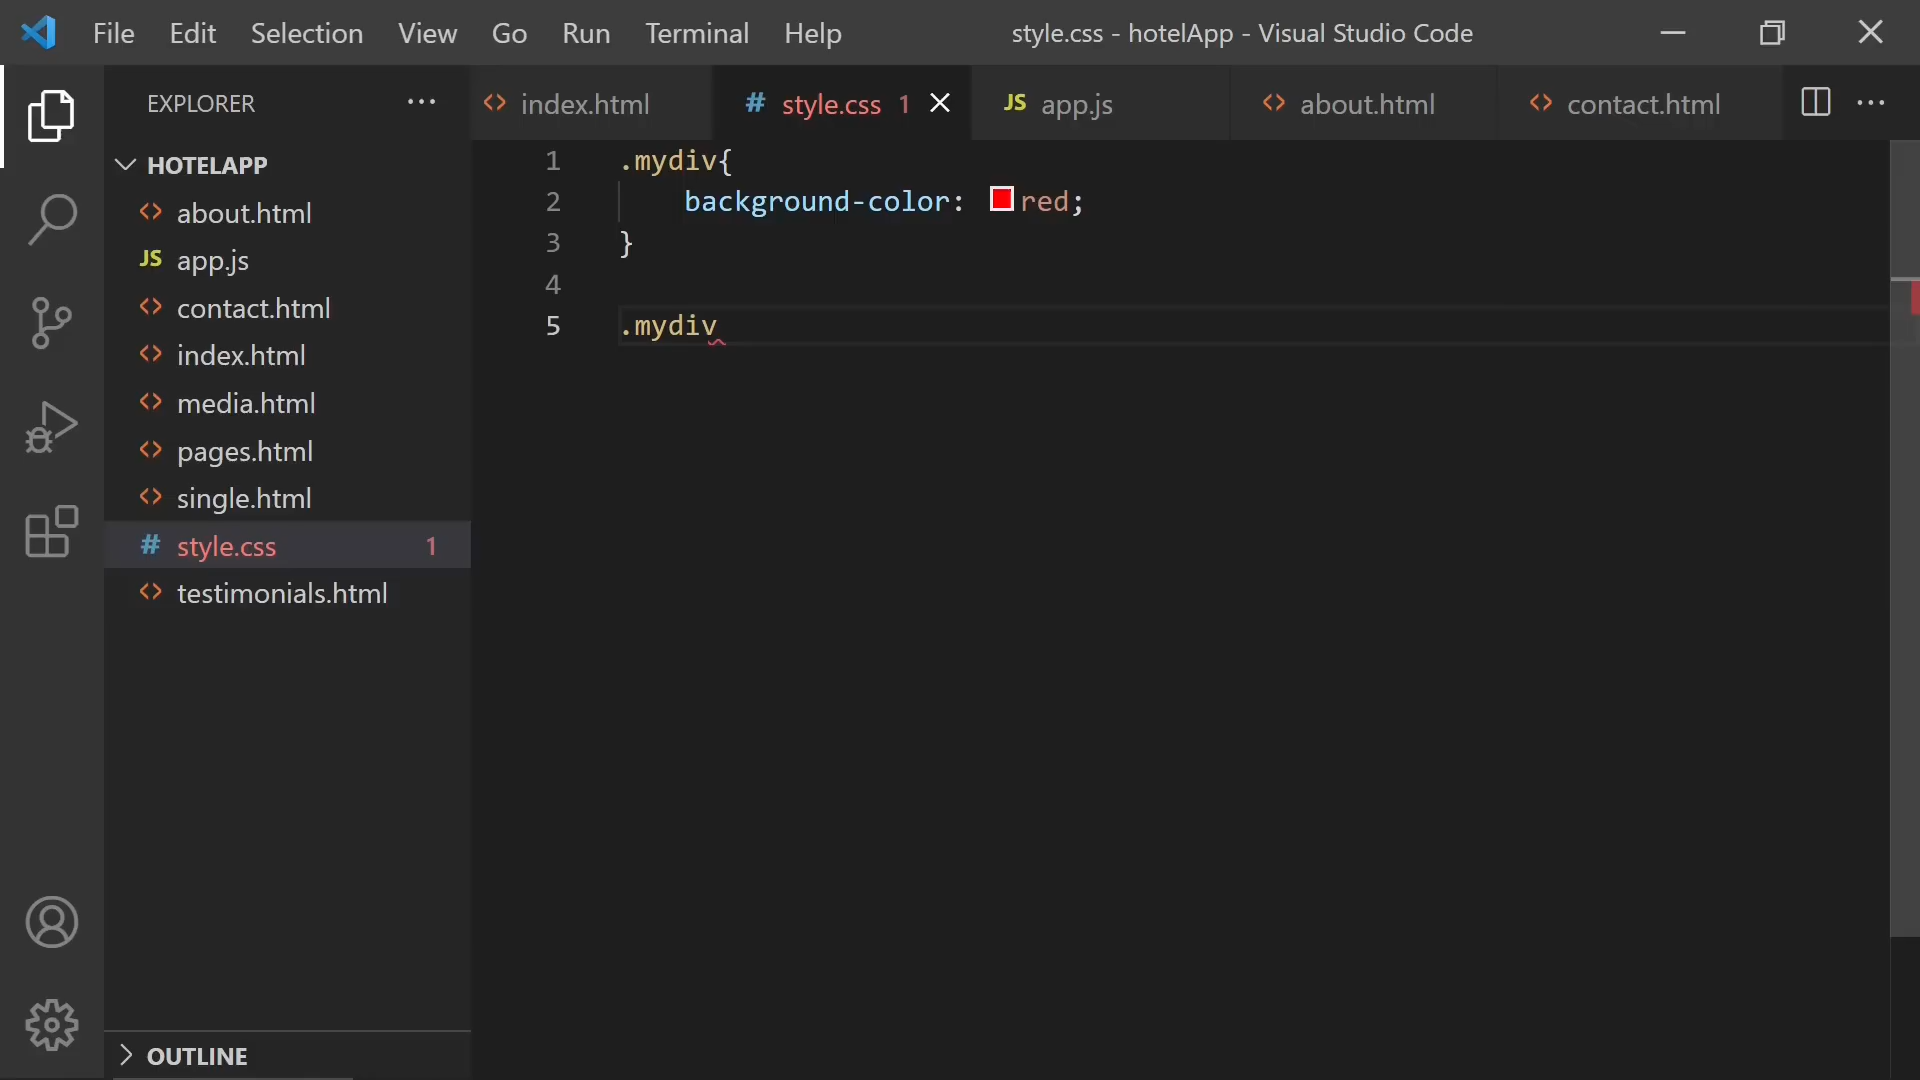 File Edit Selection View Go Run Terminal Help
style.css - hotelApp - Visual Studio Code
EXPLORER
HOTELAPP
<> about.html
JS app.js
<> contact.html
<> index.html
<> media.html
<> pages.html
<> single.html
# style.css 1
<> testimonials.html
OUTLINE
<> index.html
# style.css 1
JS app.js
<> about.html
<> contact.html
1 .mydiv{
2 background-color: red;
3 }
4
5 .mydiv